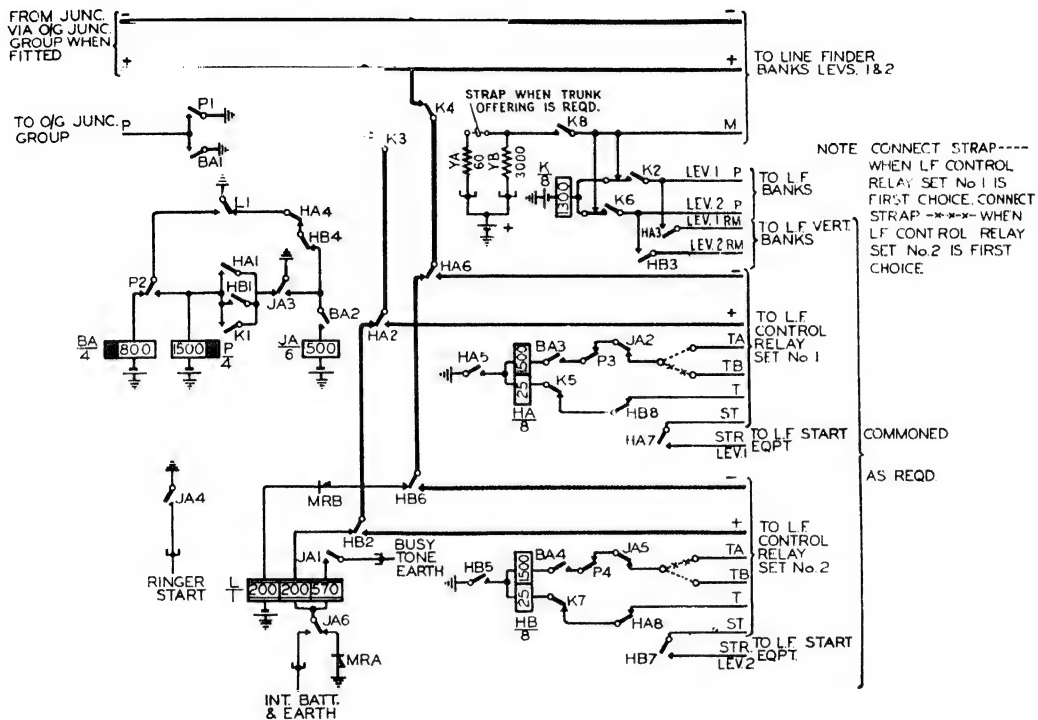 FROM JUNC.
VIA O/G JUNC.
GROUP WHEN
FITTED
-
+
-
+
TO LINE FINDER
BANKS LEVS. 1&2
TO O/G JUNC.
GROUP
P
P1
BA1
K3
K4
STRAP WHEN TRUNK
OFFERING IS REQD.
K8
M
YA
60
YB
3000
+
K
8
1300
K2
K6
LEV.1 P
LEV. 2 P
TO L.F
BANKS
LEV. 1 RM
LEV. 2 RM
HA3
HB3
TO L.F VERT.
BANKS
NOTE CONNECT STRAP----
WHEN LF CONTROL
RELAY SET No 1 IS
FIRST CHOICE. CONNECT
STRAP -x-x-x- WHEN
LF CONTROL RELAY
SET No.2 IS FIRST
CHOICE
L1
HA4
HB4
P2
HA1
HB1
K1
JA3
BA2
BA
4
800
1500
P
4
JA
6
500
HA6
HA2
-
+
TO L.F
CONTROL
RELAY
SET No 1
HA5
1500
25
HA
8
BA3
P3
JA2
TA
TB
K5
HB8
T
ST
HA7
STR
LEV.1
TO L.F START
EQPT
COMMONED
AS REQD.
JA4
RINGER
START
MRB
HB6
HB2
-
+
JA1
BUSY
TONE
EARTH
L
T
200 200 570
JA6
MRA
INT. BATT.
& EARTH
TO L.F
CONTROL
RELAY
SET No.2
HB5
1500
25
HB
8
BA4
P4
JA5
TA
TB
K7
HA8
T
ST
HB7
STR.
LEV.2
TO L.F START
EQPT.